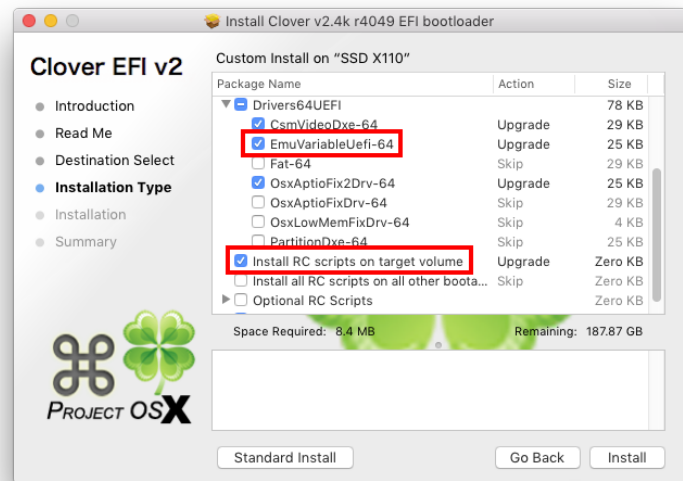 Install Clover v2.4k r4049 EFI bootloader
Clover EFI v2
Introduction
Read Me
Destination Select
Installation Type
Installation
Summary
PROJECT OSX
Custom Install on “SSD X110”
Package Name Action Size
Drivers64UEFI 78 KB
CsmVideoDxe-64 Upgrade 29 KB
EmuVariableUefi-64 Upgrade 25 KB
Fat-64 Skip 29 KB
OsxAptioFix2Drv-64 Upgrade 25 KB
OsxAptioFixDrv-64 Skip 29 KB
OsxLowMemFixDrv-64 Skip 4 KB
PartitionDxe-64 Skip 25 KB
Install RC scripts on target volume Upgrade Zero KB
Install all RC scripts on all other boota... Skip Zero KB
Optional RC Scripts Zero KB
Space Required: 8.4 MB Remaining: 187.87 GB
Standard Install Go Back Install